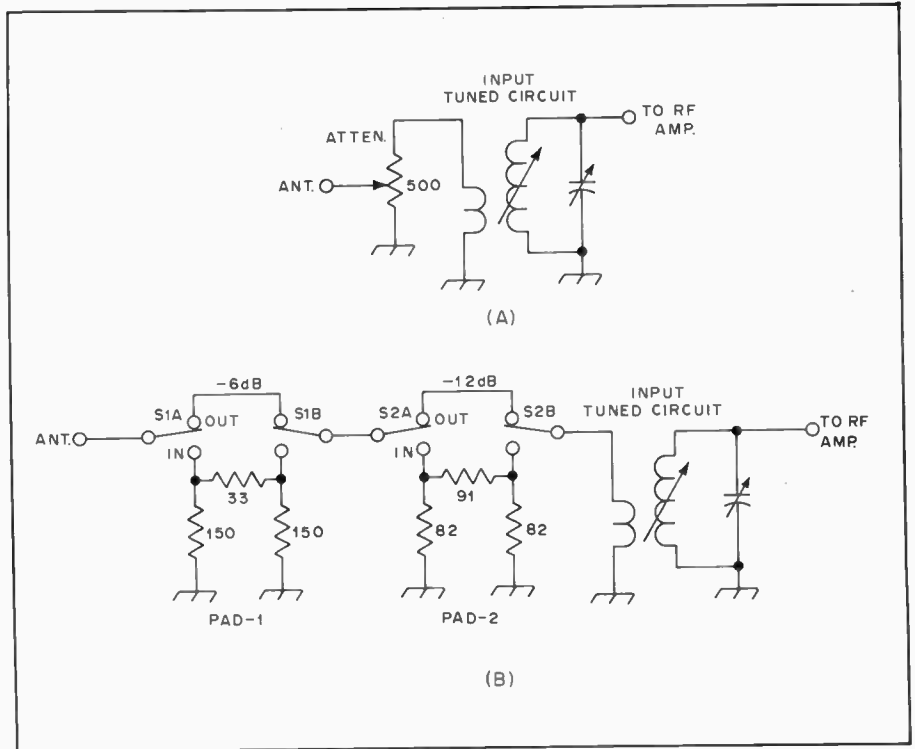 INPUT
TUNED CIRCUIT
TO RF
AMP.
ATTEN.
ANT.
500
(A)
-6dB
-12dB
INPUT
TUNED CIRCUIT
S1A
OUT
S1B
S2A
OUT
S2B
TO RF
AMP.
ANT.
IN
IN
33
91
150
150
82
82
PAD-1
PAD-2
(B)